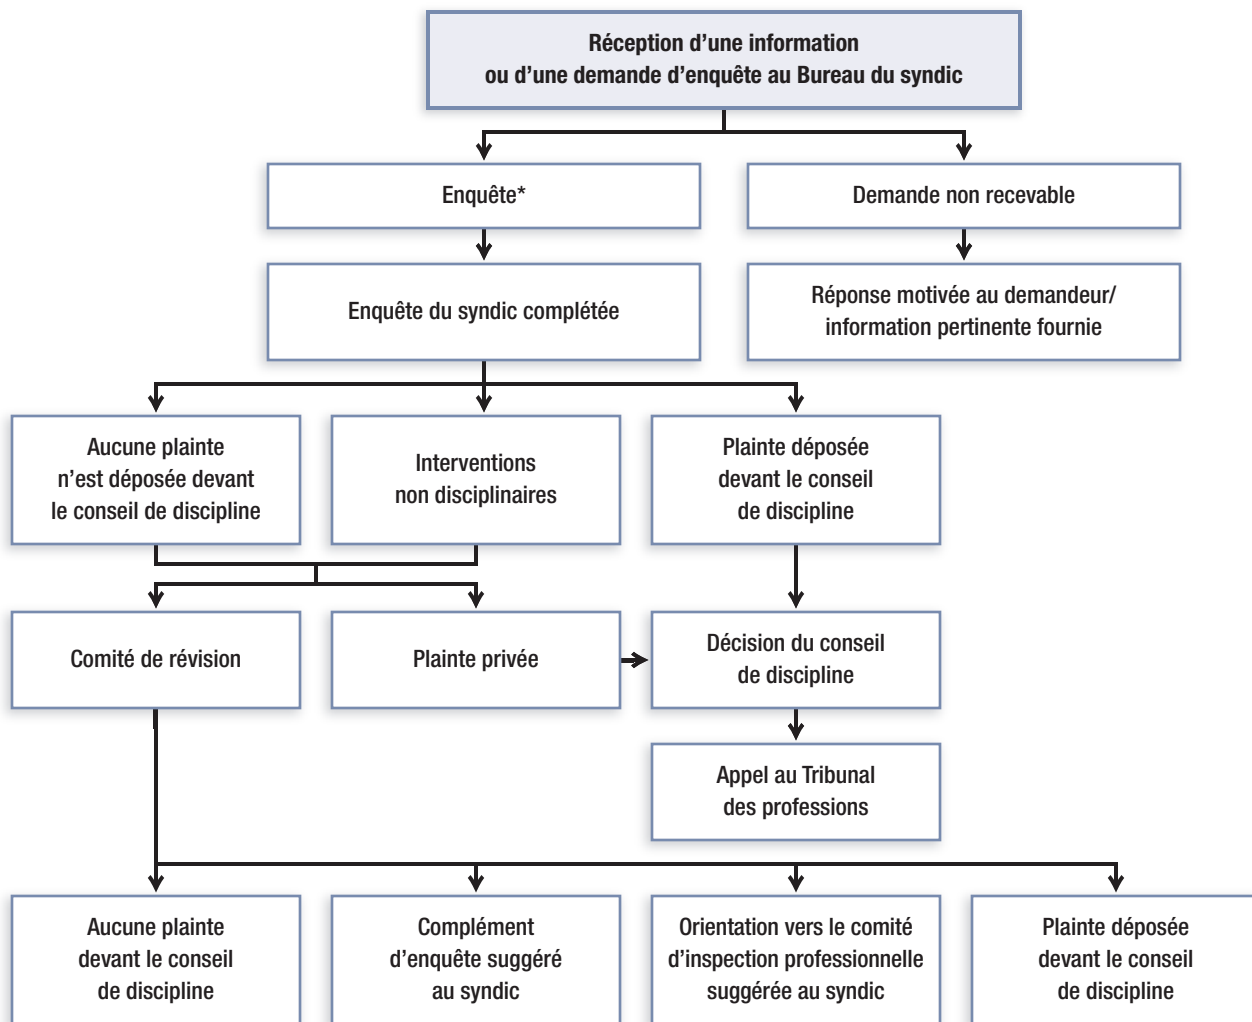 Réception d’une information
ou d’une demande d’enquête au Bureau du syndic
Enquête*
Demande non recevable
Enquête du syndic complétée
Réponse motivée au demandeur/
information pertinente fournie
Aucune plainte
n’est déposée devant
le conseil de discipline
Interventions
non disciplinaires
Plainte déposée
devant le conseil
de discipline
Comité de révision
Plainte privée
Décision du conseil
de discipline
Appel au Tribunal
des professions
Aucune plainte
devant le conseil
de discipline
Complément
d’enquête suggéré
au syndic
Orientation vers le comité
d’inspection professionnelle
suggérée au syndic
Plainte déposée
devant le conseil
de discipline